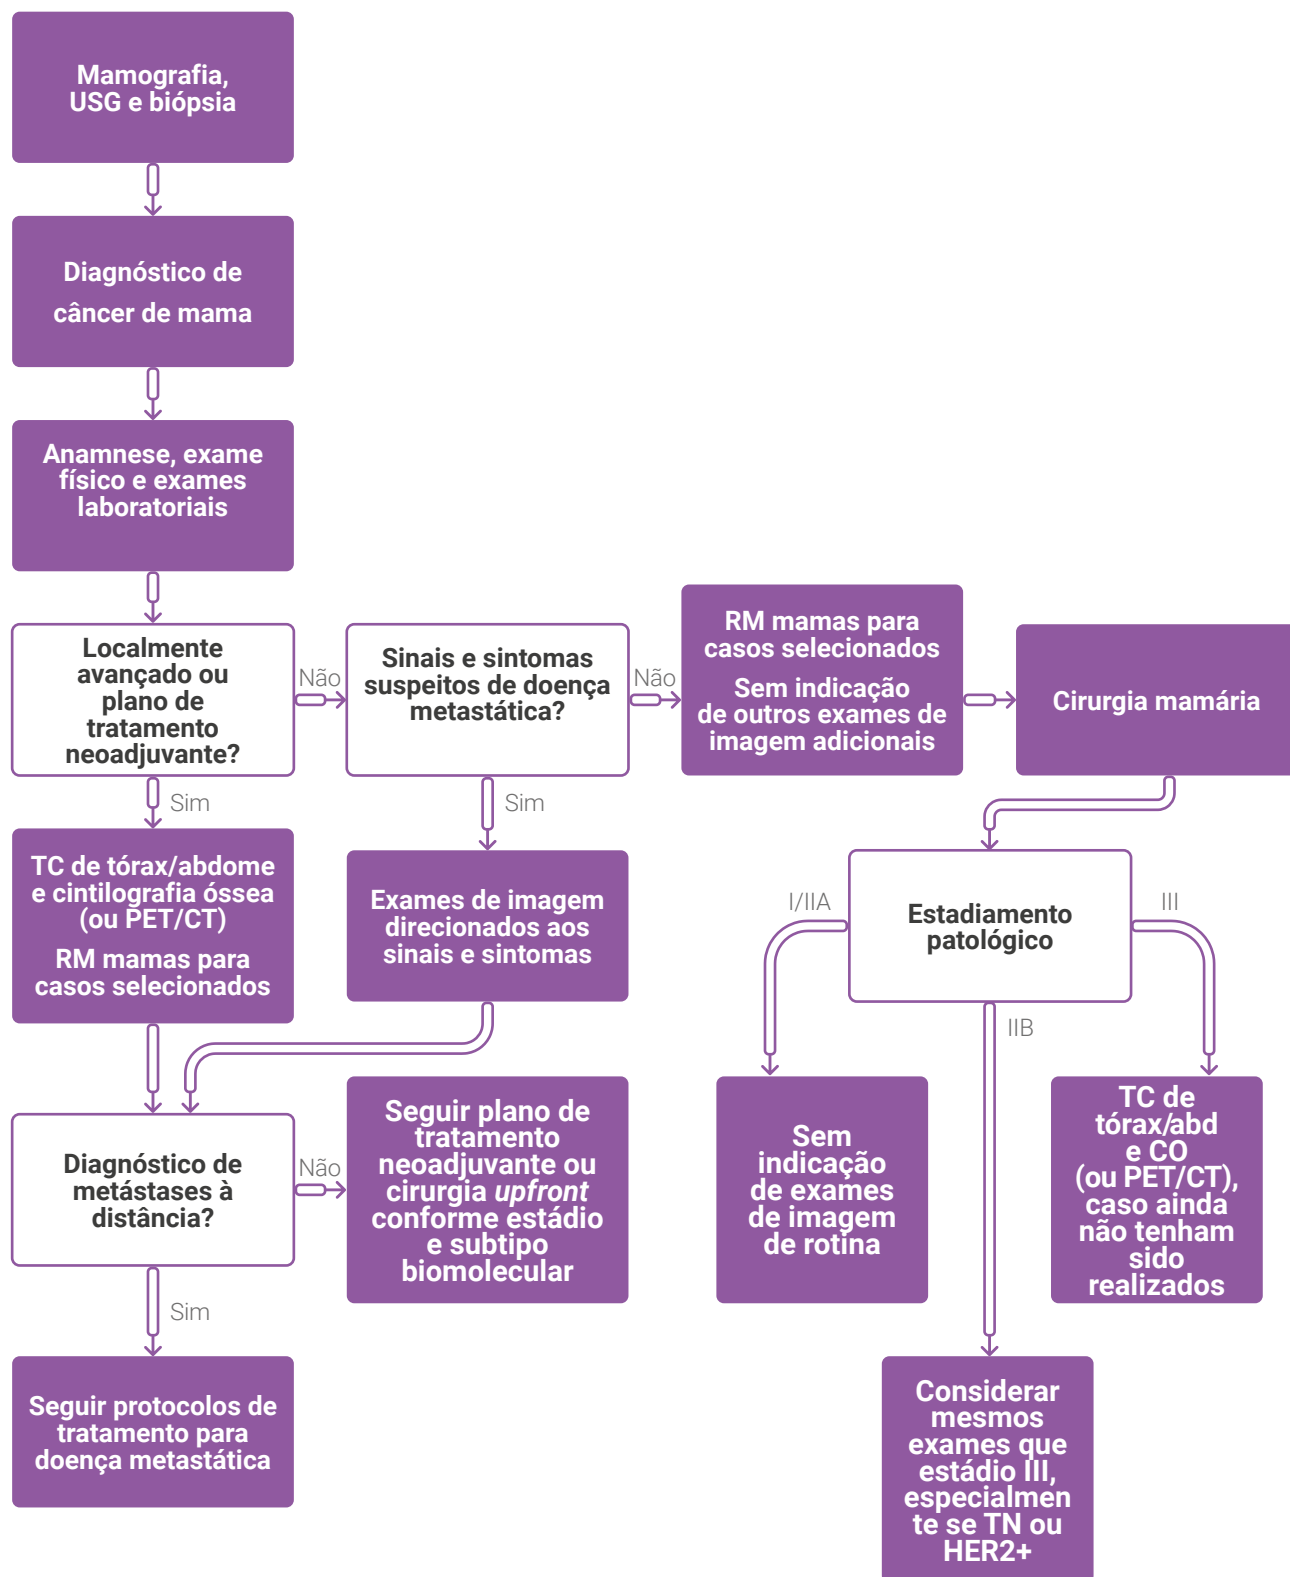 Mamografia,
USG e biópsia
Diagnóstico de
câncer de mama
Anamnese, exame
físico e exames
laboratoriais
Localmente
avançado ou
plano de
tratamento
neoadjuvante?
Não
Sinais e sintomas
suspeitos de doença
metastática?
Não
RM mamas para
casos selecionados
Sem indicação
de outros exames de
imagem adicionais
Cirurgia mamária
Sim
Sim
TC de tórax/abdome
e cintilografia óssea
(ou PET/CT)
RM mamas para
casos selecionados
Exames de imagem
direcionados aos
sinais e sintomas
I/IIA
Estadiamento
patológico
III
IIB
Diagnóstico de
metástases à
distância?
Não
Seguir plano de
tratamento
neoadjuvante ou
cirurgia upfront
conforme estádio
e subtipo
biomolecular
Sem
indicação
de exames
de imagem
de rotina
TC de
tórax/abd
e CO
(ou PET/CT),
caso ainda
não tenham
sido
realizados
Sim
Seguir protocolos de
tratamento para
doença metastática
Considerar
mesmos
exames que
estádio III,
especialmen
te se TN ou
HER2+